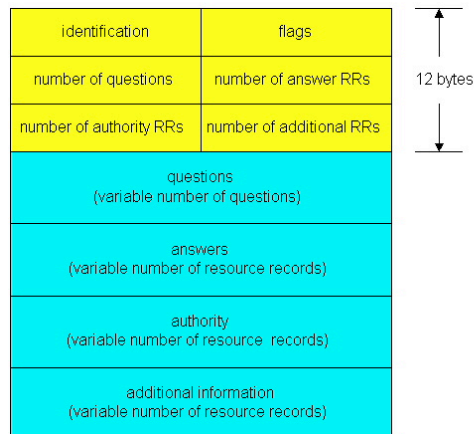 identification
flags
number of questions
number of answer RRs
12 bytes
number of authority RRs
number of additional RRs
questions
(variable number of questions)
answers
(variable number of resource records)
authority
(variable number of resource records)
additional information
(variable number of resource records)